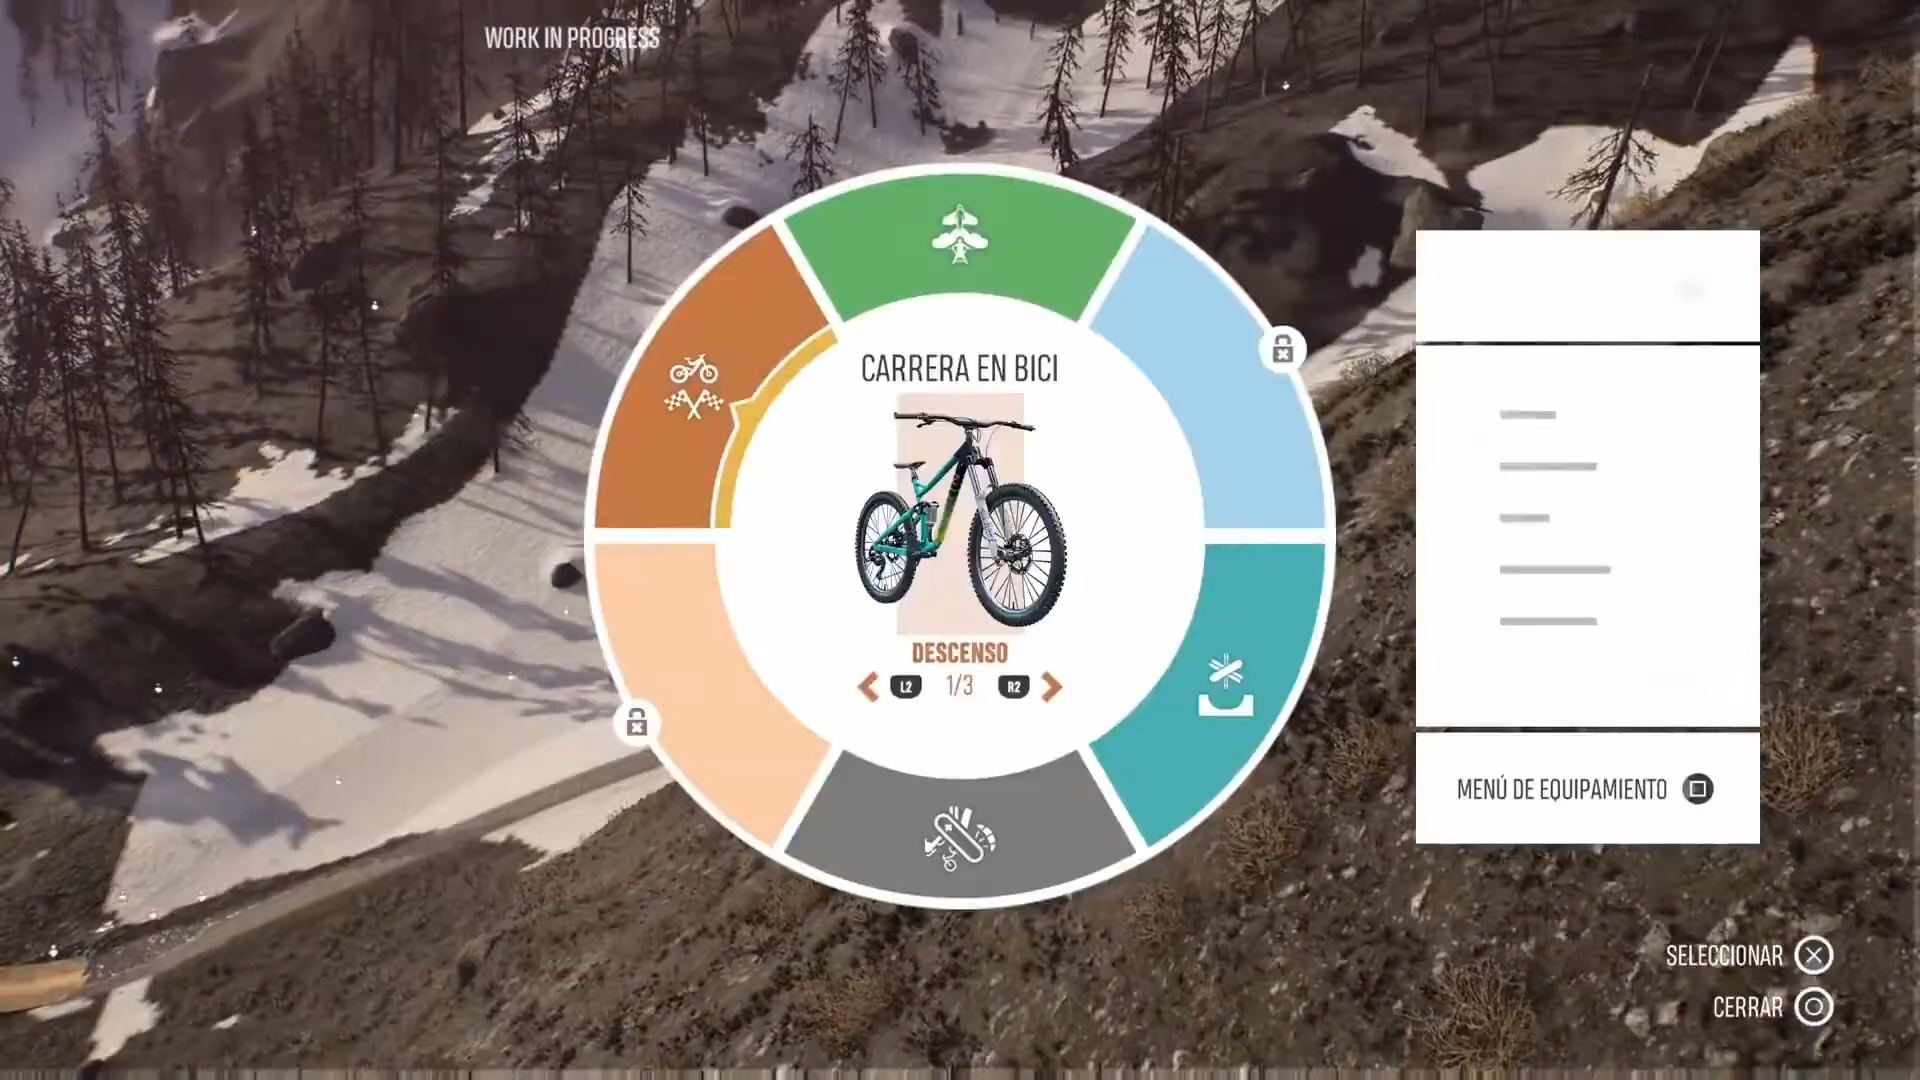 WORK IN PROGRESS
CARRERA EN BICI
DESCENSO
L2 1/3 R2
MENÚ DE EQUIPAMIENTO
SELECCIONAR
CERRAR